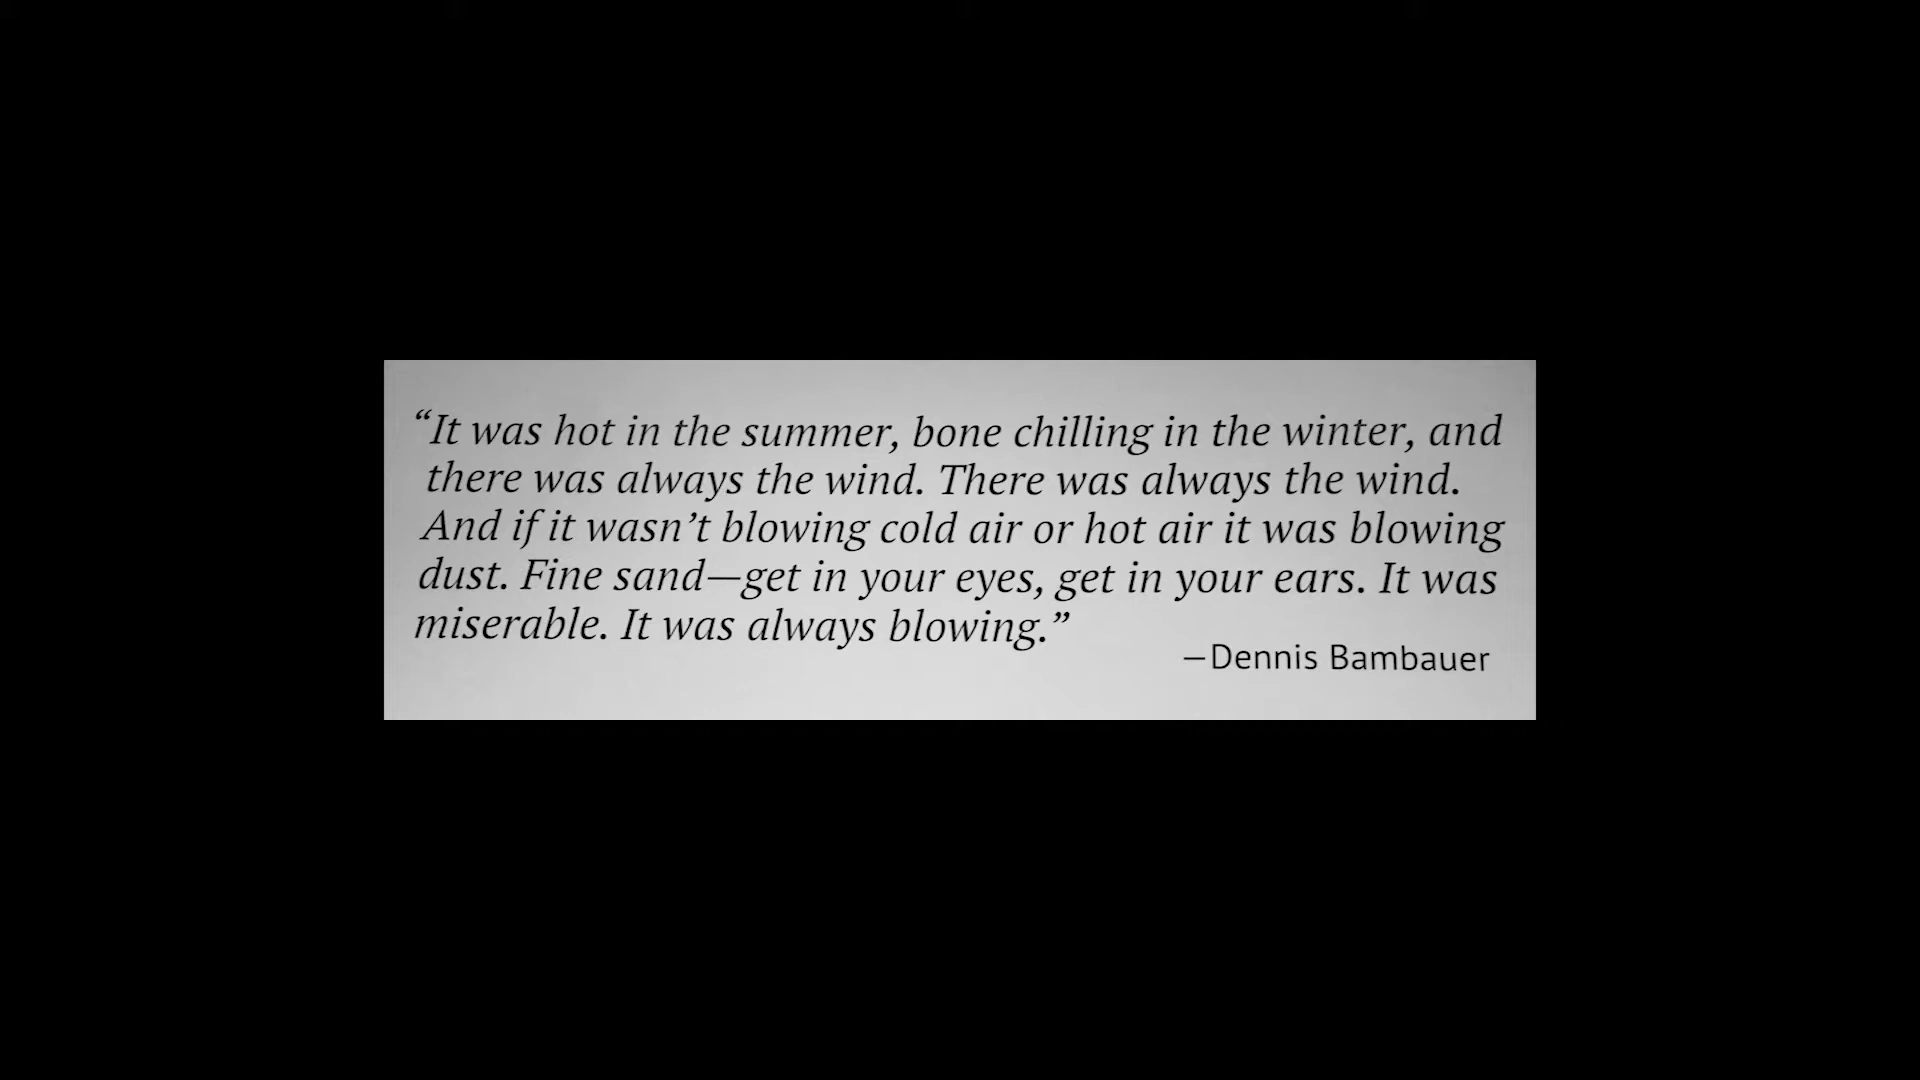 “It was hot in the summer, bone chilling in the winter, and
there was always the wind. There was always the wind.
And if it wasn’t blowing cold air or hot air it was blowing
dust. Fine sand—get in your eyes, get in your ears. It was
miserable. It was always blowing.”
—Dennis Bambauer